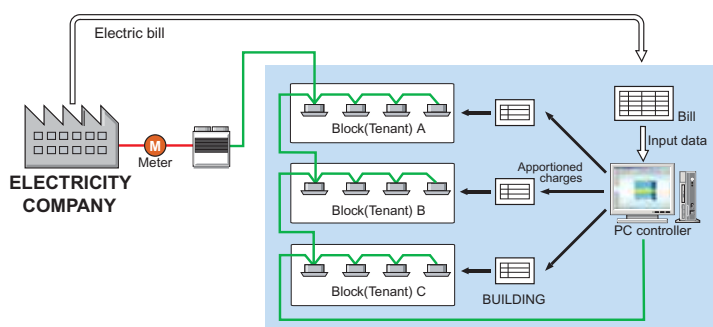 Electric bill
M
Meter
ELECTRICITY
COMPANY
Block(Tenant) A
Bill
Input data
Apportioned
charges
Block(Tenant) B
PC controller
Block(Tenant) C
BUILDING